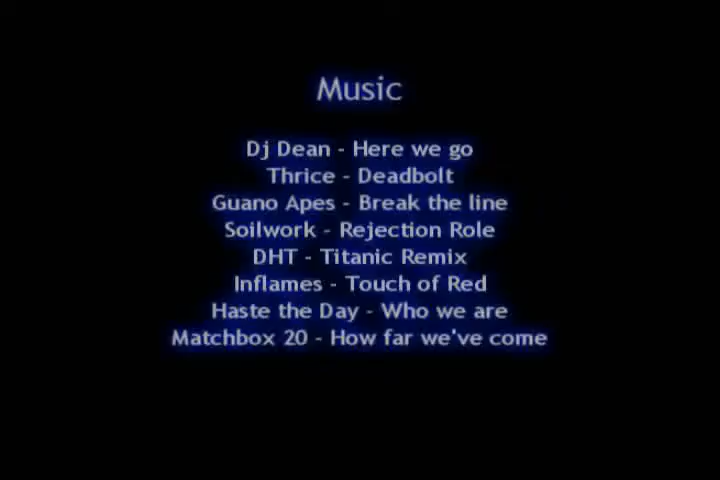 Music
Dj Dean - Here we go
Thrice - Deadbolt
Guano Apes - Break the line
Soilwork - Rejection Role
DHT - Titanic Remix
Inflames - Touch of Red
Haste the Day - Who we are
Matchbox 20 - How far we've come